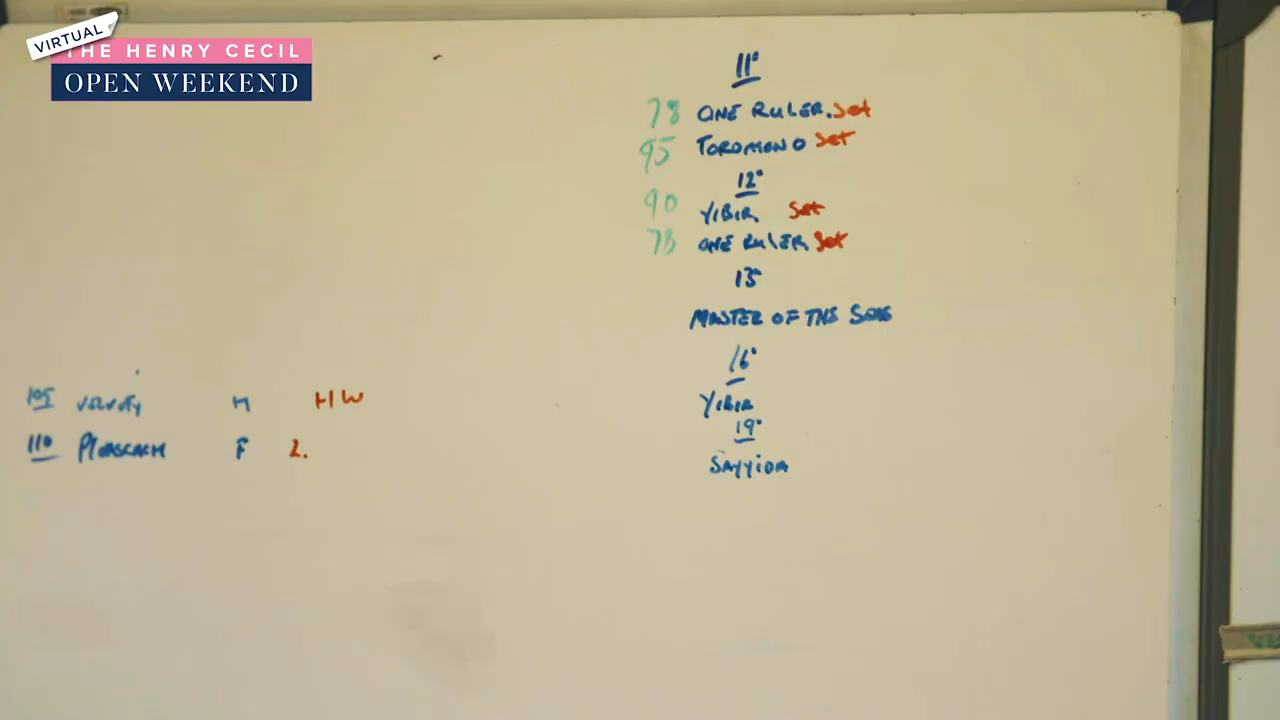 VIRTUAL
THE HENRY CECIL
OPEN WEEKEND
11°
78 ONE RULER. Set
95 TOROMONO Set
12°
90 YIBIR Set
78 ONE RULER Set
13°
MASTER OF THE SEAS
16°
YIBIR
19°
SAYYIDA
105 H HW
110 F 2.